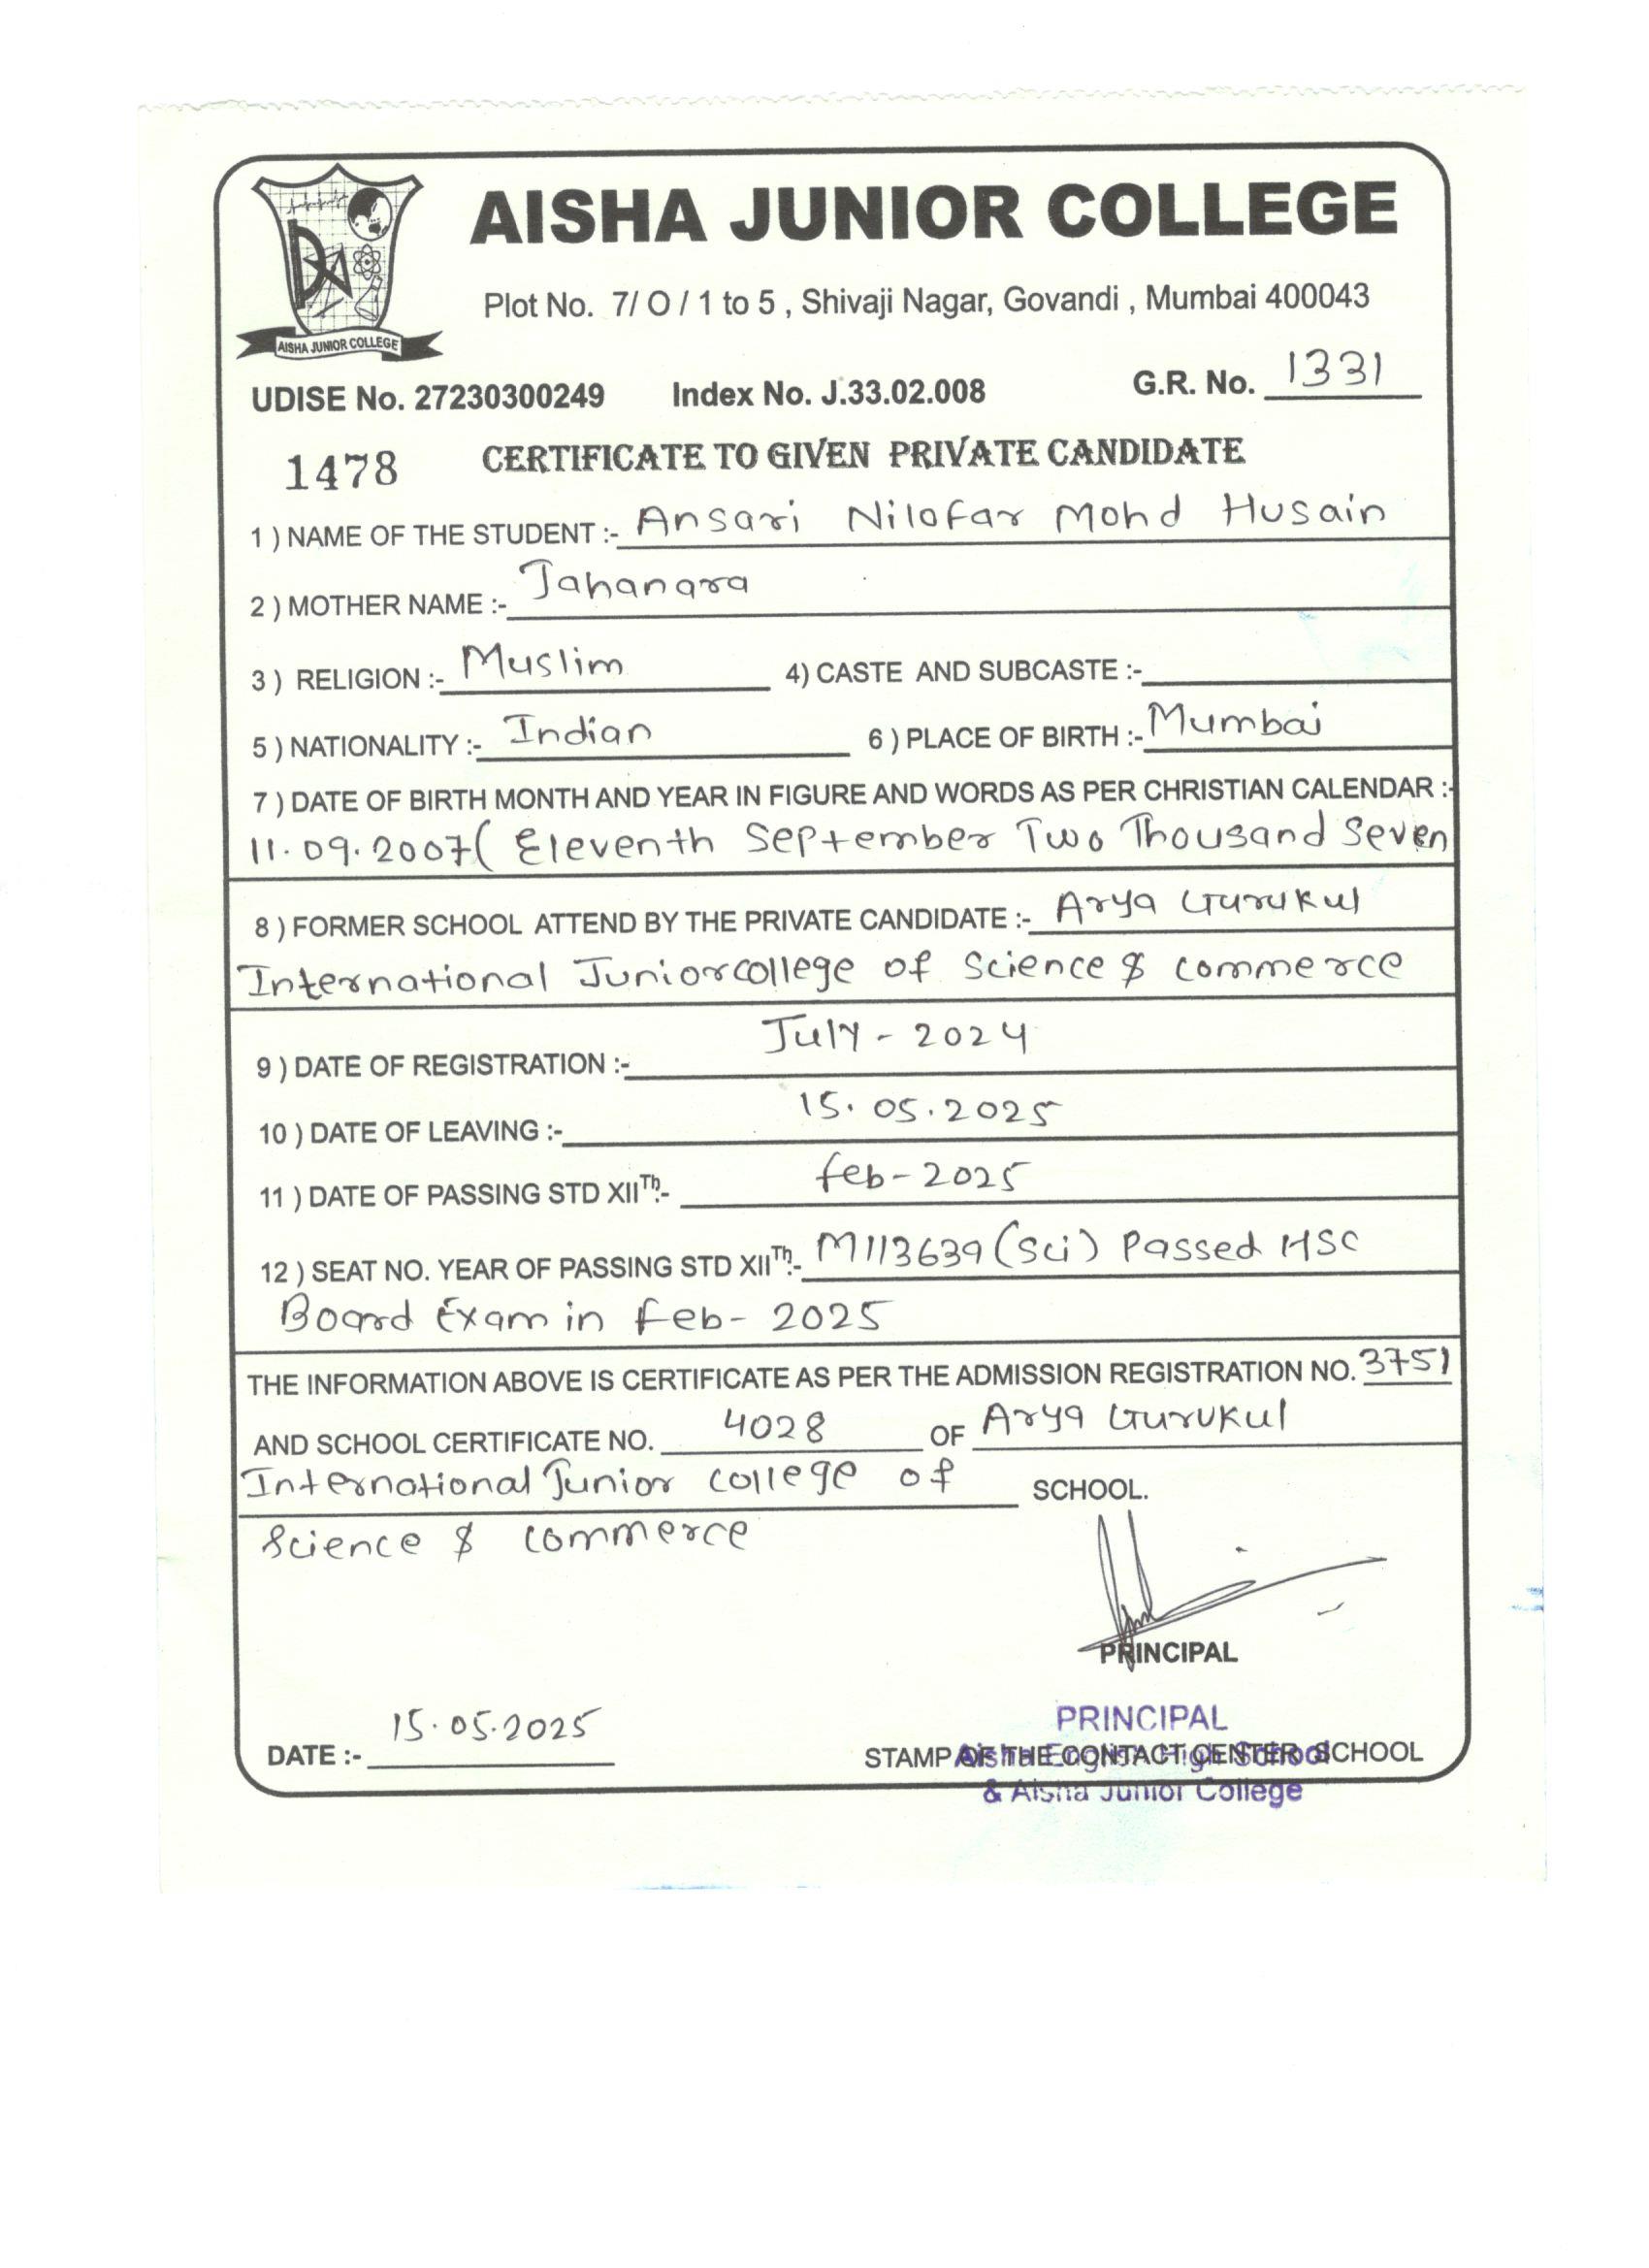 AISHA JUNIOR COLLEGE
AISHA JUNIOR COLLEGE
Plot No. 7/ O / 1 to 5 , Shivaji Nagar, Govandi , Mumbai 400043
UDISE No. 27230300249 Index No. J.33.02.008 G.R. No. 1331
1478 CERTIFICATE TO GIVEN PRIVATE CANDIDATE
1 ) NAME OF THE STUDENT :- Ansari Nilofar Mohd Husain
2 ) MOTHER NAME :- Jahanara
3 ) RELIGION :- Muslim 4) CASTE AND SUBCASTE :-
5 ) NATIONALITY :- Indian 6 ) PLACE OF BIRTH :- Mumbai
7 ) DATE OF BIRTH MONTH AND YEAR IN FIGURE AND WORDS AS PER CHRISTIAN CALENDAR :-
11.09.2007( Eleventh September Two Thousand Seven
8 ) FORMER SCHOOL ATTEND BY THE PRIVATE CANDIDATE :- Arya Gurukul
International Junior college of Science & commerce
9 ) DATE OF REGISTRATION :- July - 2024
10 ) DATE OF LEAVING :- 15.05.2025
11 ) DATE OF PASSING STD XIITh:- feb-2025
12 ) SEAT NO. YEAR OF PASSING STD XIITh:- M113639 (Sci) Passed HSC
Board Exam in feb- 2025
THE INFORMATION ABOVE IS CERTIFICATE AS PER THE ADMISSION REGISTRATION NO. 3751
AND SCHOOL CERTIFICATE NO. 4028 OF Arya Gurukul
International Junior college of SCHOOL.
Science & commerce
PRINCIPAL
PRINCIPAL
DATE :- 15.05.2025 STAMP OF THE CONTACT CENTER SCHOOL
Aisha English High School
& Aisha Junior College